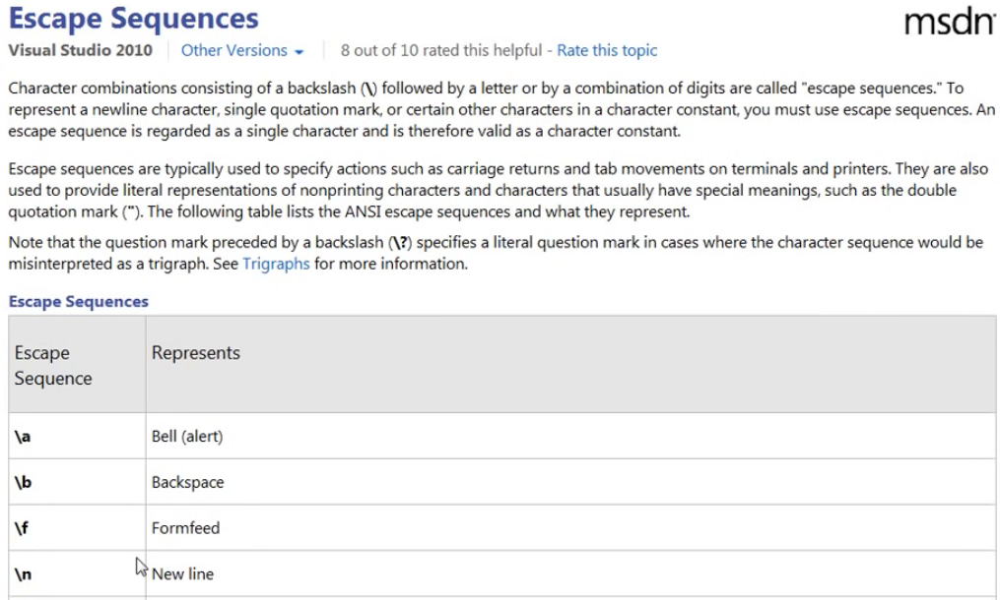 Escape Sequences
msdn
Visual Studio 2010 Other Versions 8 out of 10 rated this helpful - Rate this topic
Character combinations consisting of a backslash (\) followed by a letter or by a combination of digits are called "escape sequences." To
represent a newline character, single quotation mark, or certain other characters in a character constant, you must use escape sequences. An
escape sequence is regarded as a single character and is therefore valid as a character constant.
Escape sequences are typically used to specify actions such as carriage returns and tab movements on terminals and printers. They are also
used to provide literal representations of nonprinting characters and characters that usually have special meanings, such as the double
quotation mark ("). The following table lists the ANSI escape sequences and what they represent.
Note that the question mark preceded by a backslash (\?) specifies a literal question mark in cases where the character sequence would be
misinterpreted as a trigraph. See Trigraphs for more information.
Escape Sequences
Escape
Sequence
Represents
\a Bell (alert)
\b Backspace
\f Formfeed
\n New line